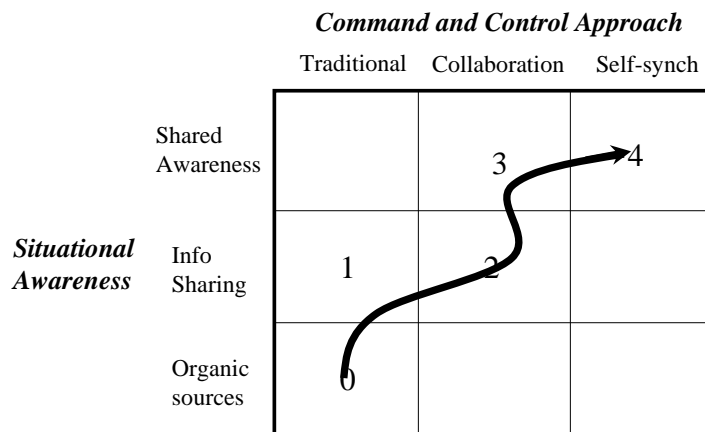 Command and Control Approach
Traditional Collaboration Self-synch
Shared
Awareness
3 4
Situational
Awareness
Info
Sharing
1 2
Organic
sources
0